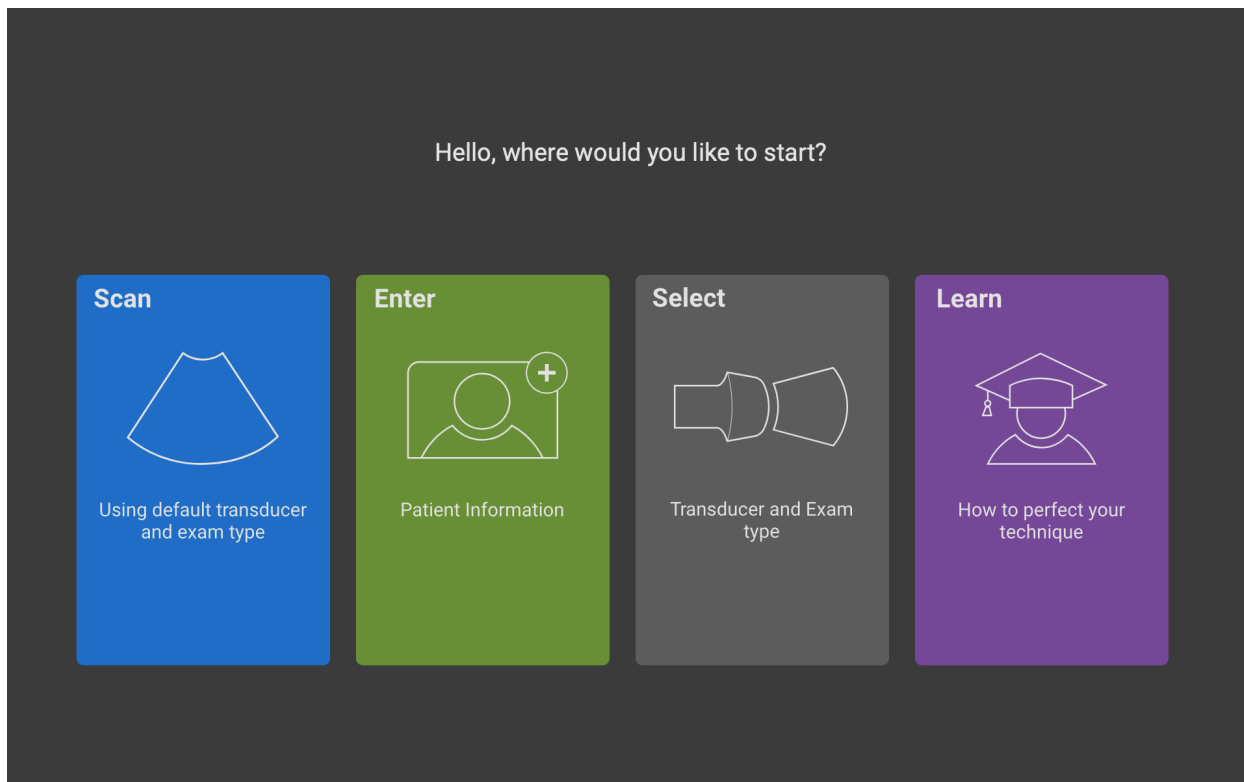 Hello, where would you like to start?
Scan
Using default transducer
and exam type
Enter
Patient Information
Select
Transducer and Exam
type
Learn
How to perfect your
technique